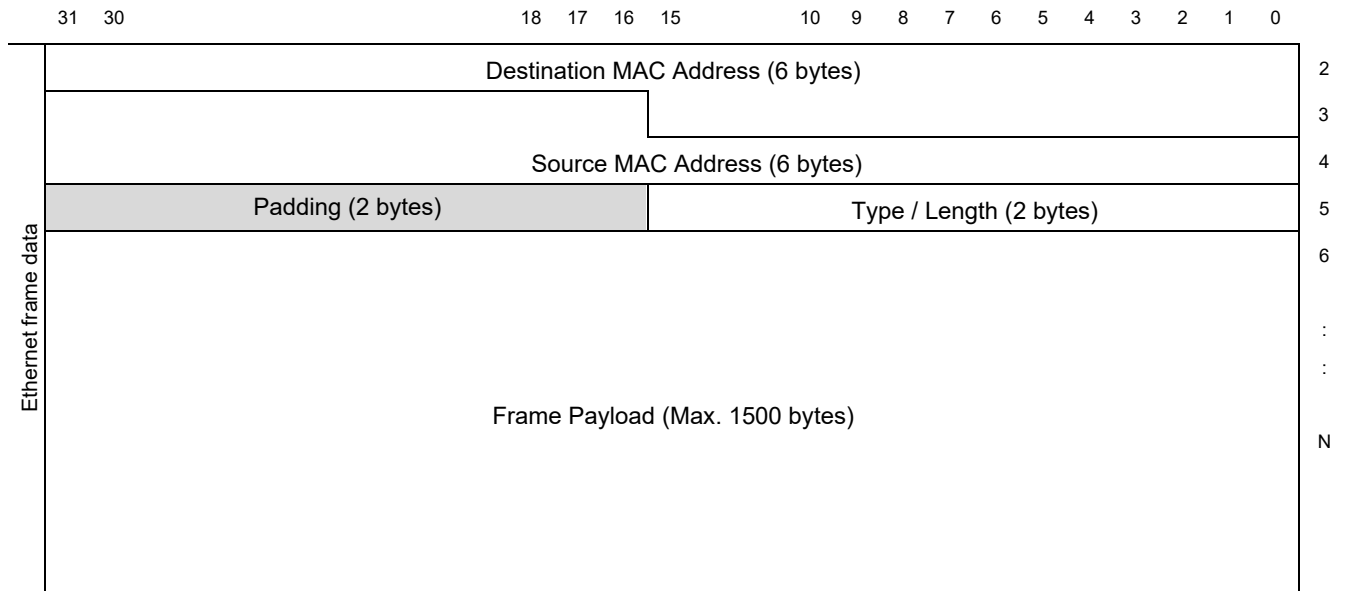 31 30 18 17 16 15 10 9 8 7 6 5 4 3 2 1 0
Destination MAC Address (6 bytes) 2
3
Source MAC Address (6 bytes) 4
Padding (2 bytes) Type / Length (2 bytes) 5
6
Ethernet frame data
:
:
Frame Payload (Max. 1500 bytes)
N